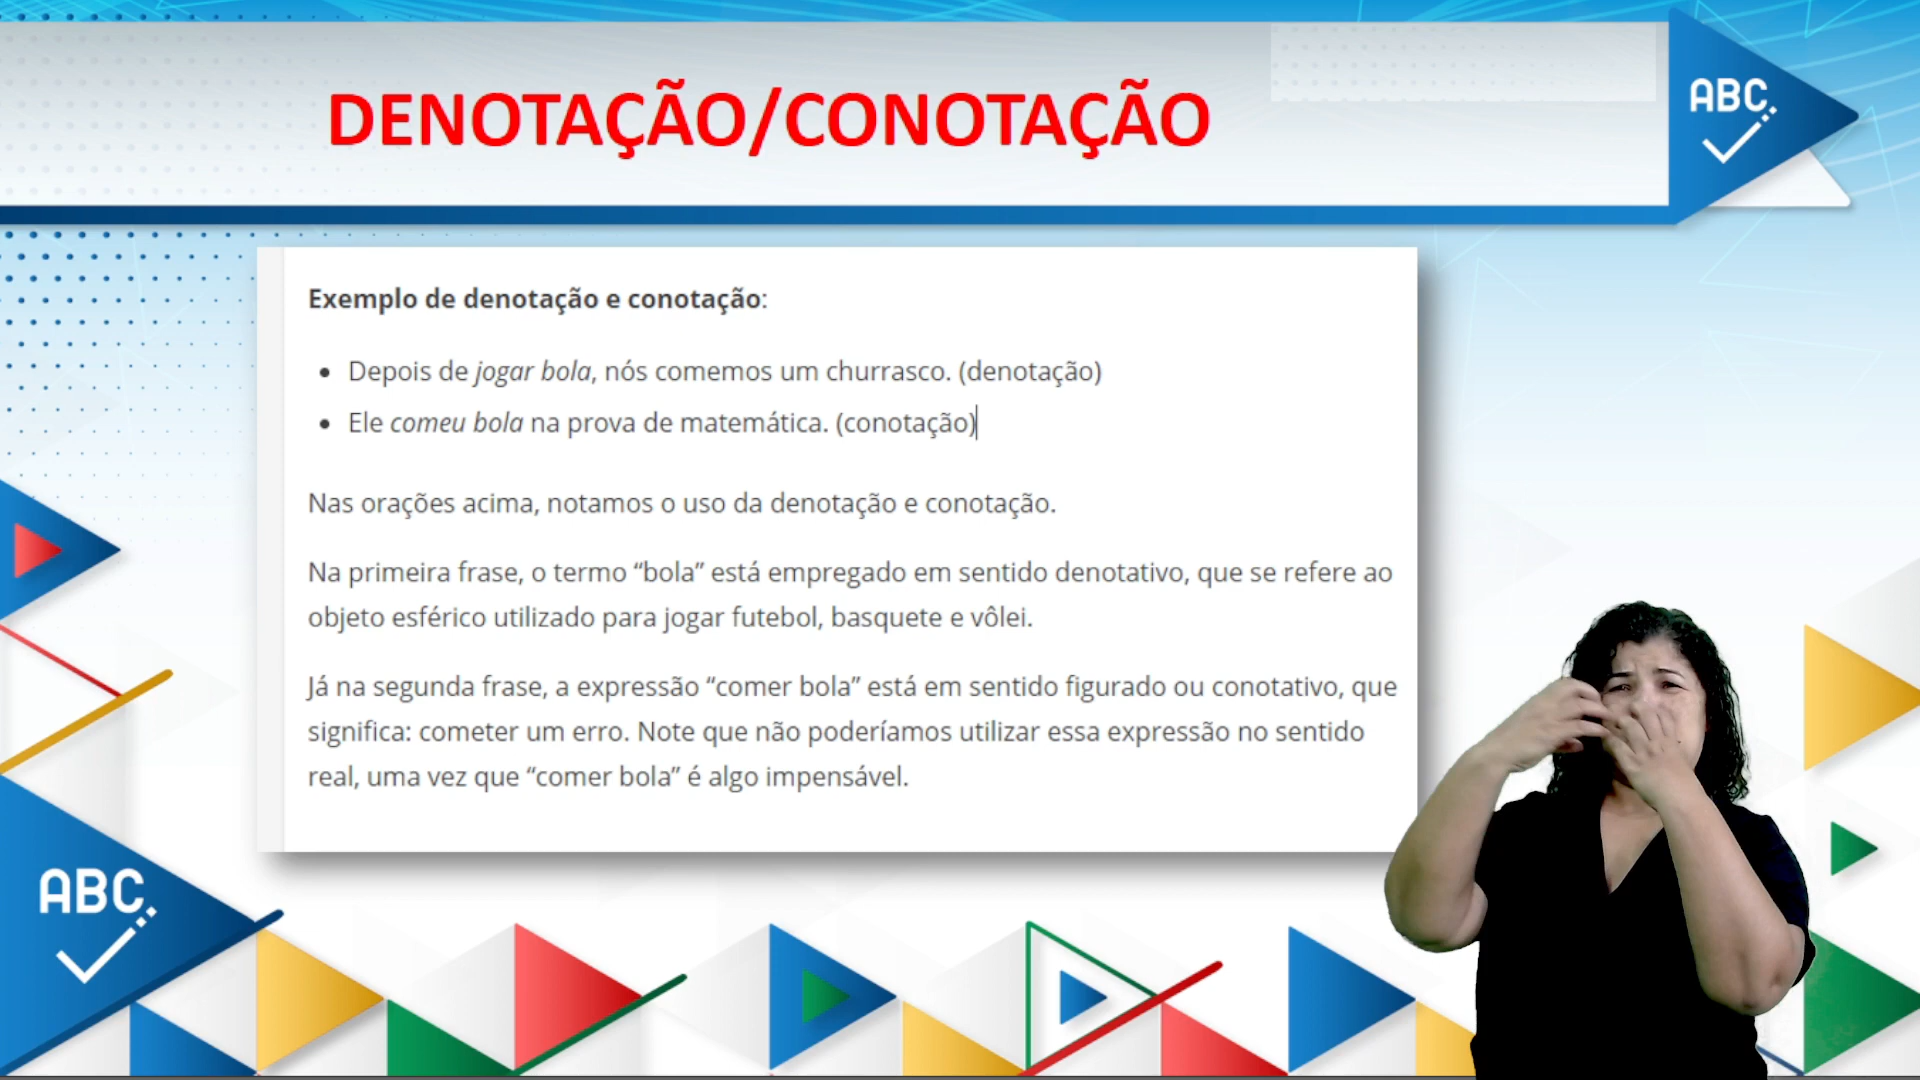 DENOTAÇÃO/CONOTAÇÃO
ABC
Exemplo de denotação e conotação:
• Depois de jogar bola, nós comemos um churrasco. (denotação)
• Ele comeu bola na prova de matemática. (conotação)
Nas orações acima, notamos o uso da denotação e conotação.
Na primeira frase, o termo “bola” está empregado em sentido denotativo, que se refere ao
objeto esférico utilizado para jogar futebol, basquete e vôlei.
Já na segunda frase, a expressão “comer bola” está em sentido figurado ou conotativo, que
significa: cometer um erro. Note que não poderíamos utilizar essa expressão no sentido
real, uma vez que “comer bola” é algo impensável.
ABC